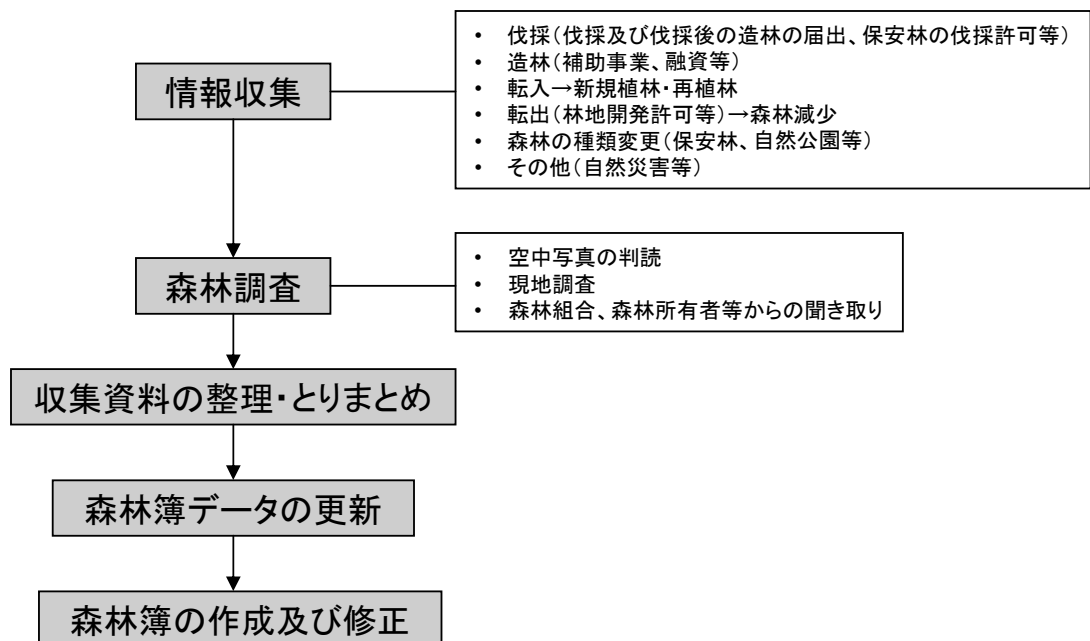 情報収集
• 伐採（伐採及び伐採後の造林の届出、保安林の伐採許可等）
• 造林（補助事業、融資等）
• 転入→新規植林・再植林
• 転出（林地開発許可等）→森林減少
• 森林の種類変更（保安林、自然公園等）
• その他（自然災害等）
森林調査
• 空中写真の判読
• 現地調査
• 森林組合、森林所有者等からの聞き取り
収集資料の整理・とりまとめ
森林簿データの更新
森林簿の作成及び修正